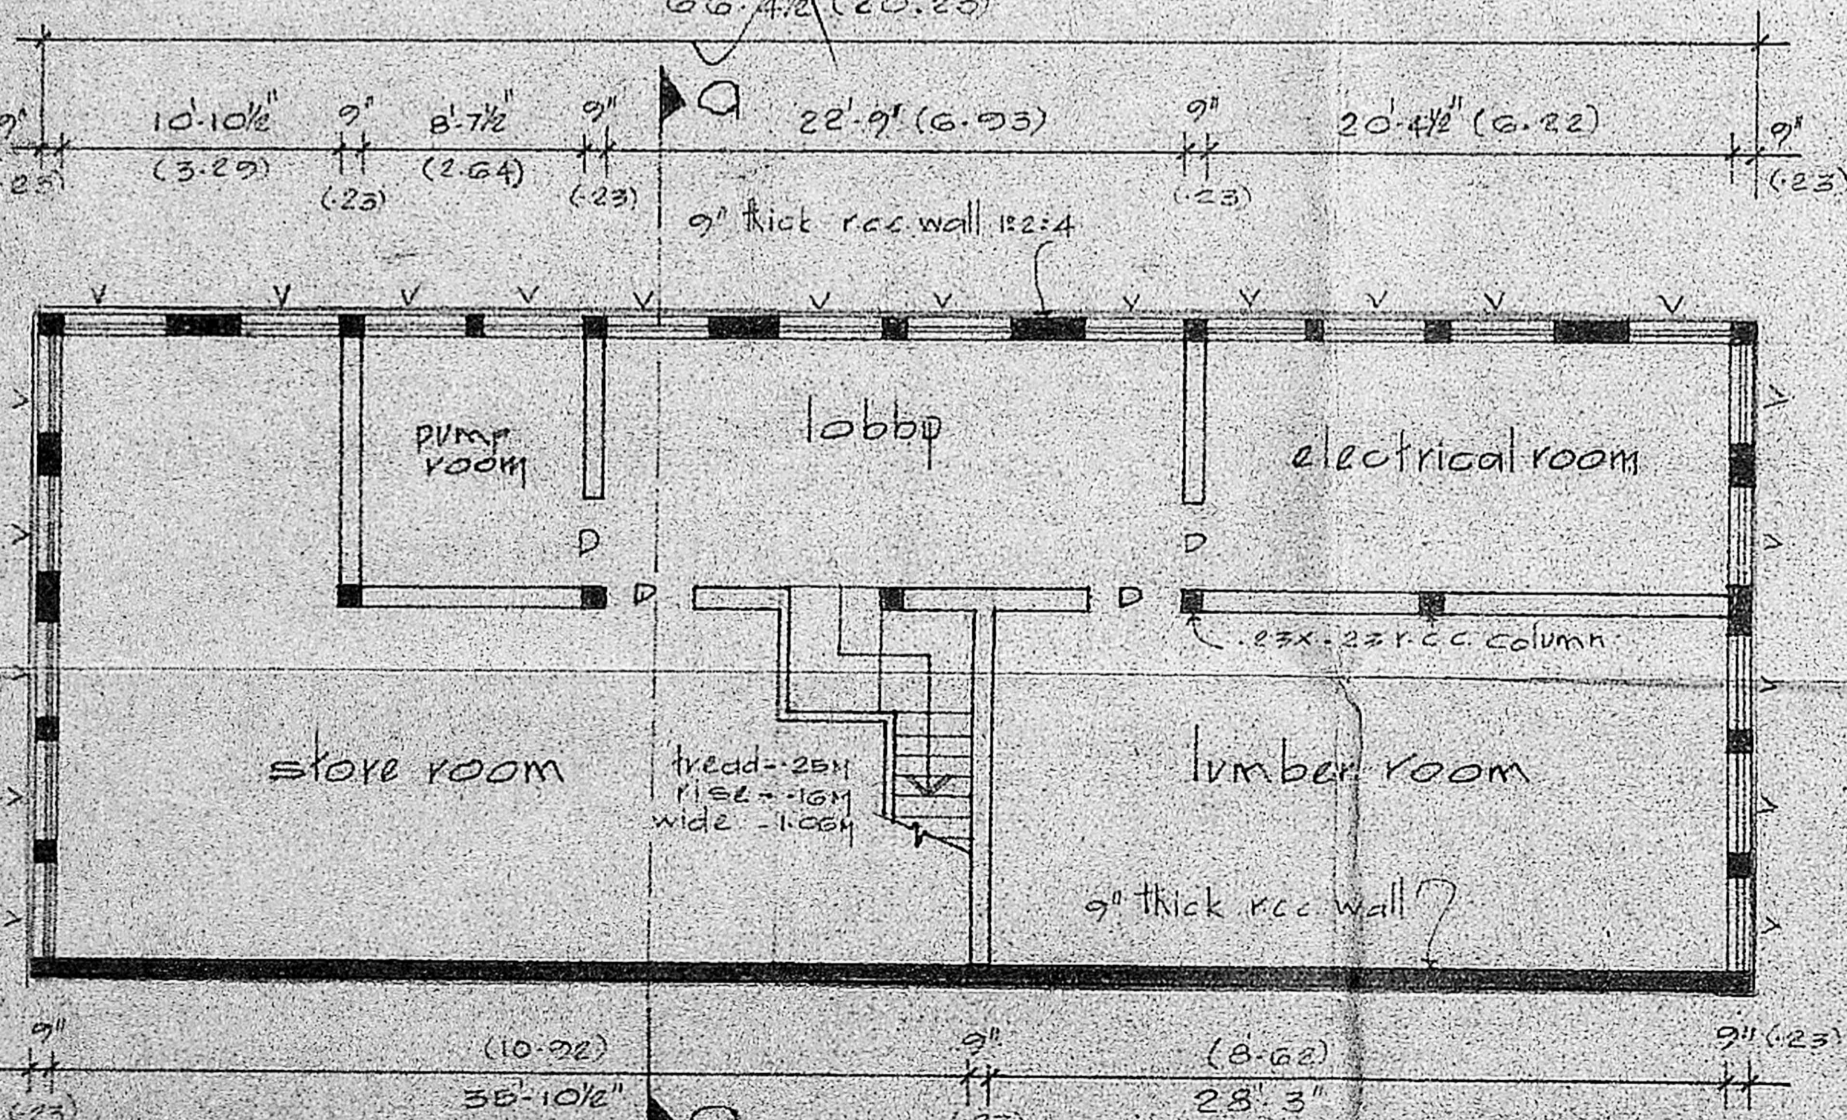 66'.4½ (20.23)
a
9" 10'-10½" 9" 8'-7½" 9" 22'-9" (6.93) 9" 20'-4½" (6.22) 9"
(3.29) (.23) (2.64) (.23) (.23) (.23)
9" thick rcc wall 1:2:4
V V V V V V V V V V V V
pump
room
lobby
electrical room
D D
D D
.23x.23 r.c.c. column
store room
tread-.25M
rise-.16M
wide -1.06M
lumber room
9" thick rcc wall
9" (10.92) 9" (8.62) 9" (.23)
35'-10½" 28'-3"